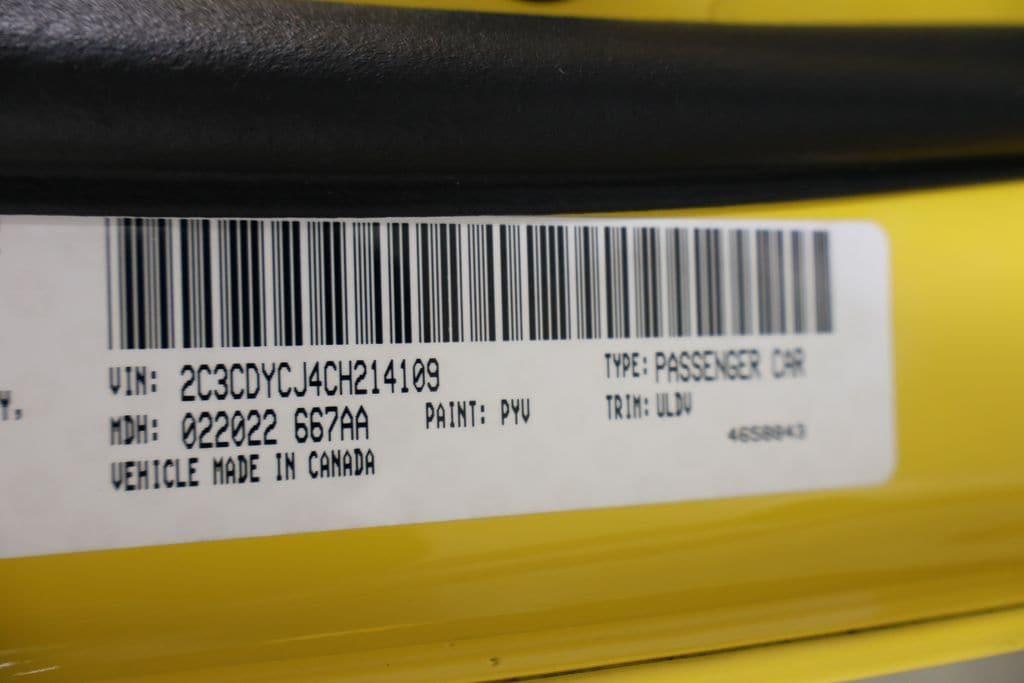 VIN: 2C3CDYCJ4CH214109 TYPE: PASSENGER CAR
MDH: 022022 667AA PAINT: PYV TRIM: ULDV
4658843
VEHICLE MADE IN CANADA
Y,